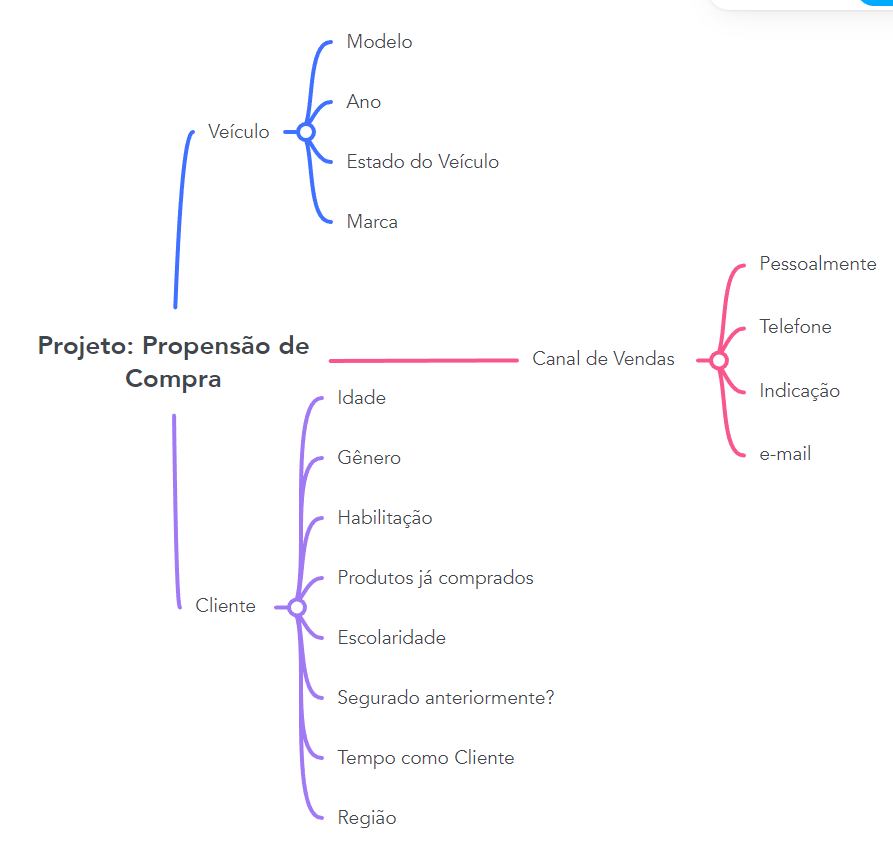 Projeto: Propensão de
Compra
Veículo
Modelo
Ano
Estado do Veículo
Marca
Canal de Vendas
Pessoalmente
Telefone
Indicação
e-mail
Cliente
Idade
Gênero
Habilitação
Produtos já comprados
Escolaridade
Segurado anteriormente?
Tempo como Cliente
Região